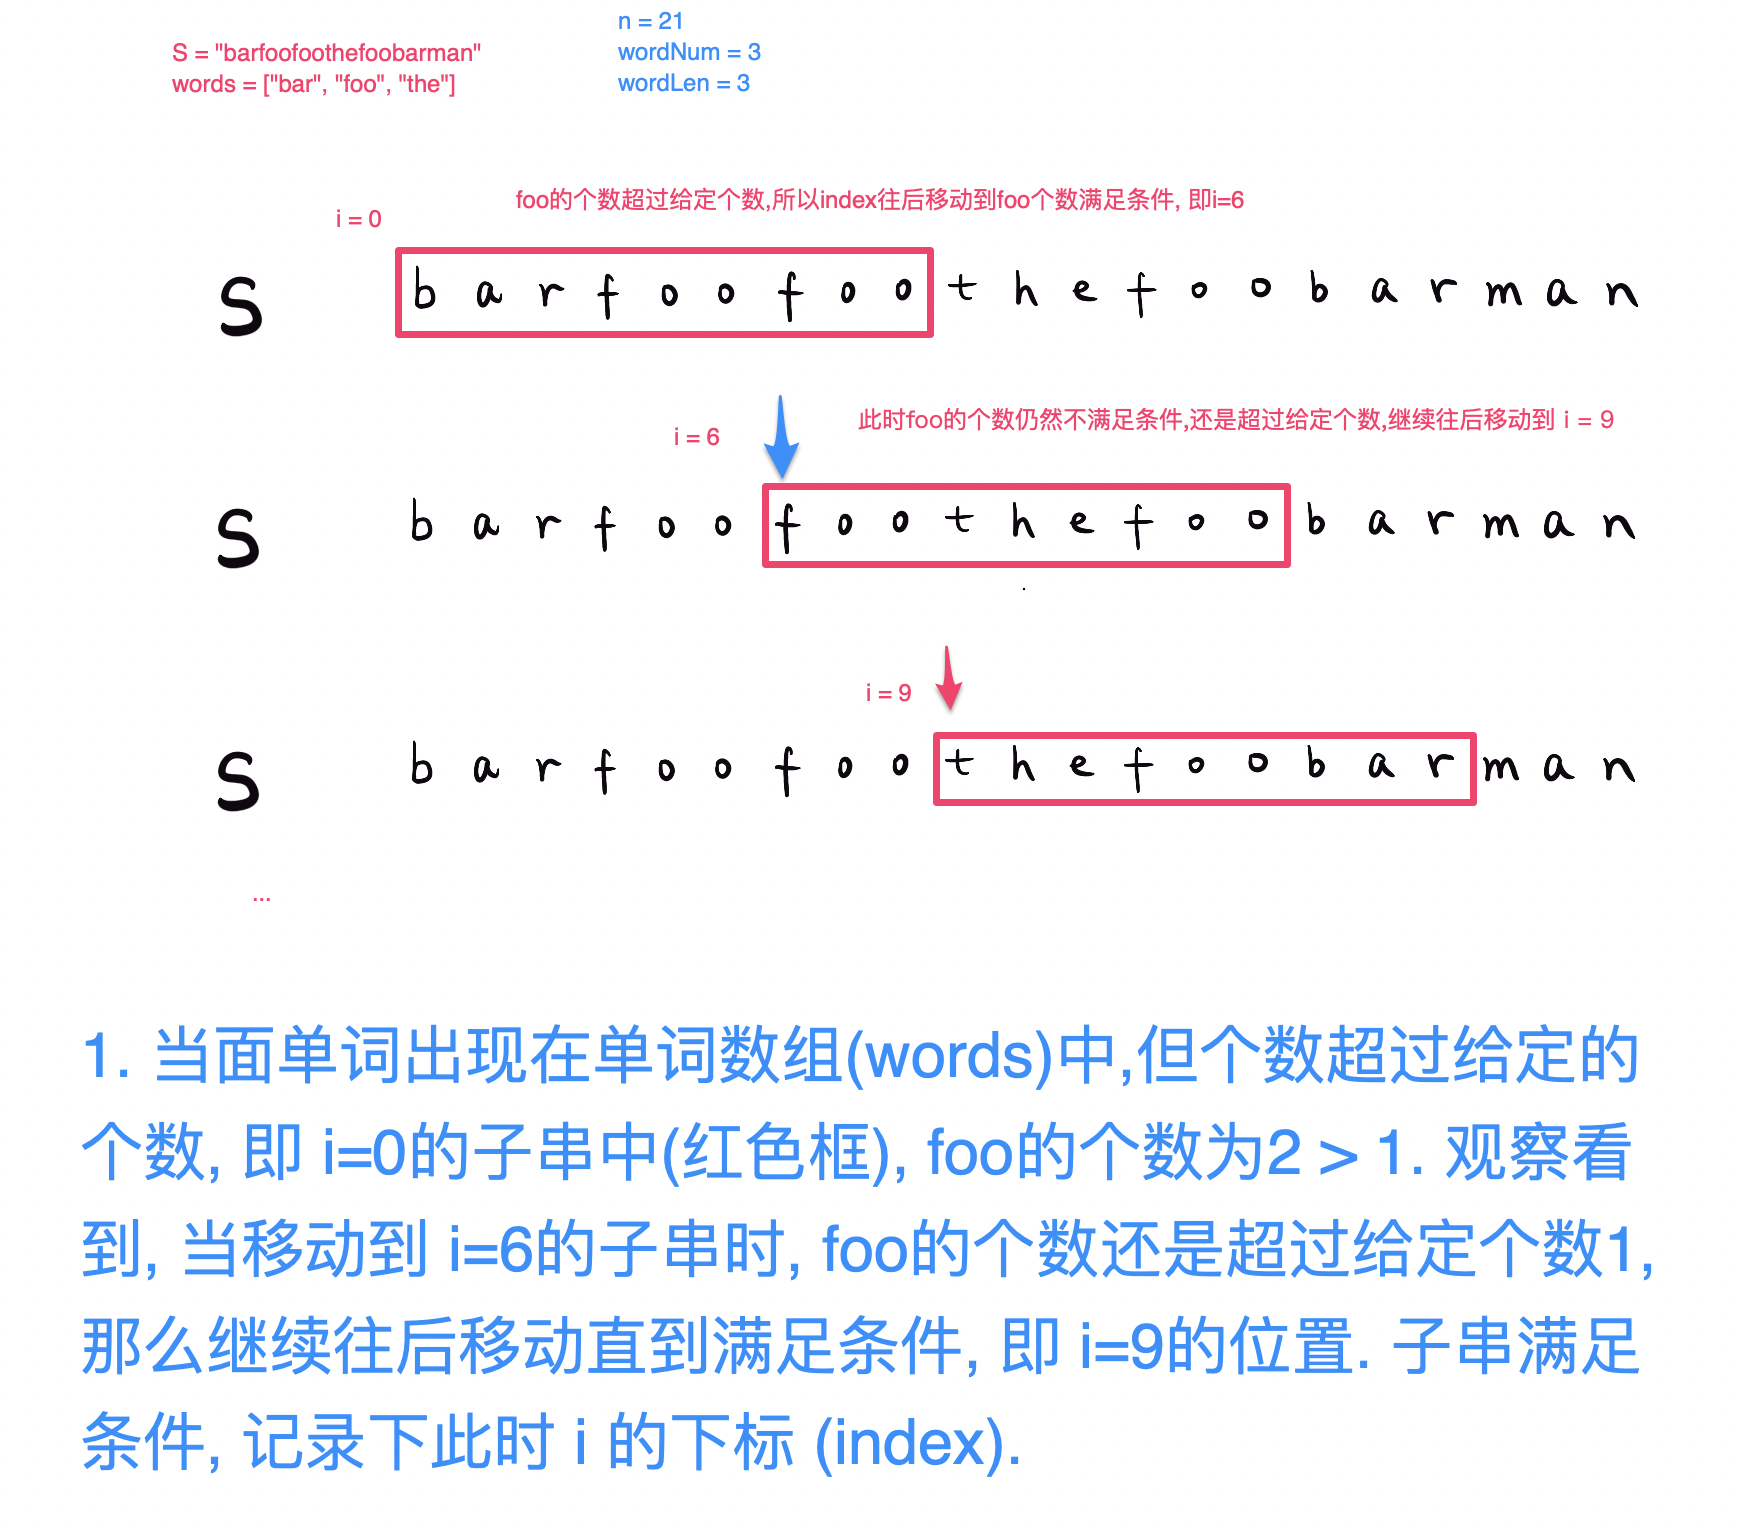 n = 21
S = "barfoofoothefoobarman"
wordNum = 3
words = ["bar", "foo", "the"]
wordLen = 3
foo的个数超过给定个数,所以index往后移动到foo个数满足条件, 即i=6
i = 0
S b a r f o o f o o t h e f o o b a r m a n
此时foo的个数仍然不满足条件,还是超过给定个数,继续往后移动到 i = 9
i = 6
S b a r f o o f o o t h e f o o b a r m a n
i = 9
S b a r f o o f o o t h e f o o b a r m a n
...
1. 当面单词出现在单词数组(words)中,但个数超过给定的
个数, 即 i=0的子串中(红色框), foo的个数为2 > 1. 观察看
到, 当移动到 i=6的子串时, foo的个数还是超过给定个数1,
那么继续往后移动直到满足条件, 即 i=9的位置. 子串满足
条件, 记录下此时 i 的下标 (index).